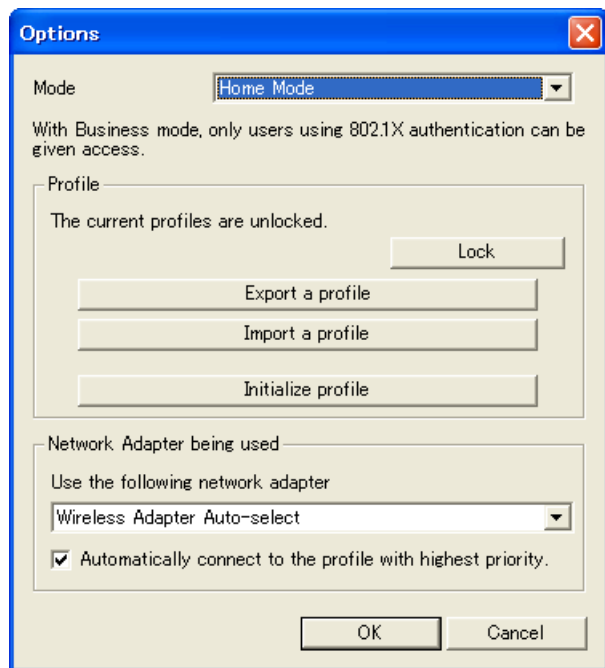 Options
Mode
Home Mode
With Business mode, only users using 802.1X authentication can be
given access.
Profile
The current profiles are unlocked.
Lock
Export a profile
Import a profile
Initialize profile
Network Adapter being used
Use the following network adapter
Wireless Adapter Auto-select
Automatically connect to the profile with highest priority.
OK
Cancel